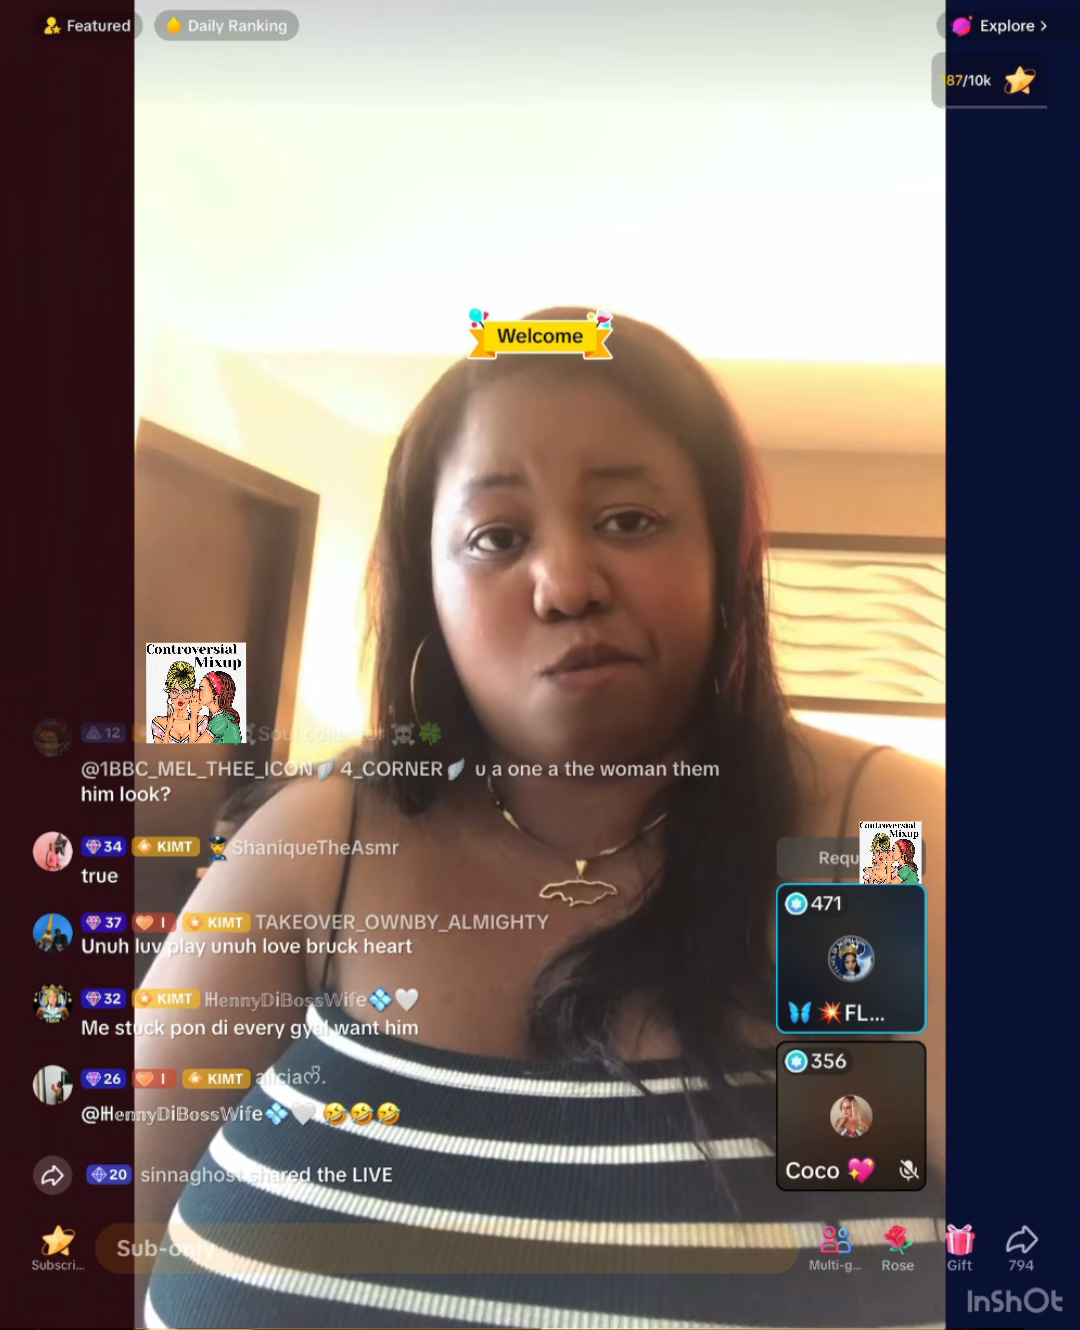 Featured
Daily Ranking
Explore >
87/10k
Welcome
Controversial
Mixup
12
Soul collector
@1BBC_MEL_THEE_ICON 4_CORNER u a one a the woman them
him look?
34 KIMT ShaniqueTheAsmr
true
37 I KIMT TAKEOVER_OWNBY_ALMIGHTY
Unuh luv play unuh love bruck heart
32 KIMT HennyDiBossWife
Me stuck pon di every gyal want him
26 I KIMT alicia
@HennyDiBossWife 🤣🤣🤣
20 sinnaghost shared the LIVE
Requ
Controversial
Mixup
471
FL...
356
Coco
Sub-only
Subscri...
Multi-g...
Rose
Gift
794
InShOt